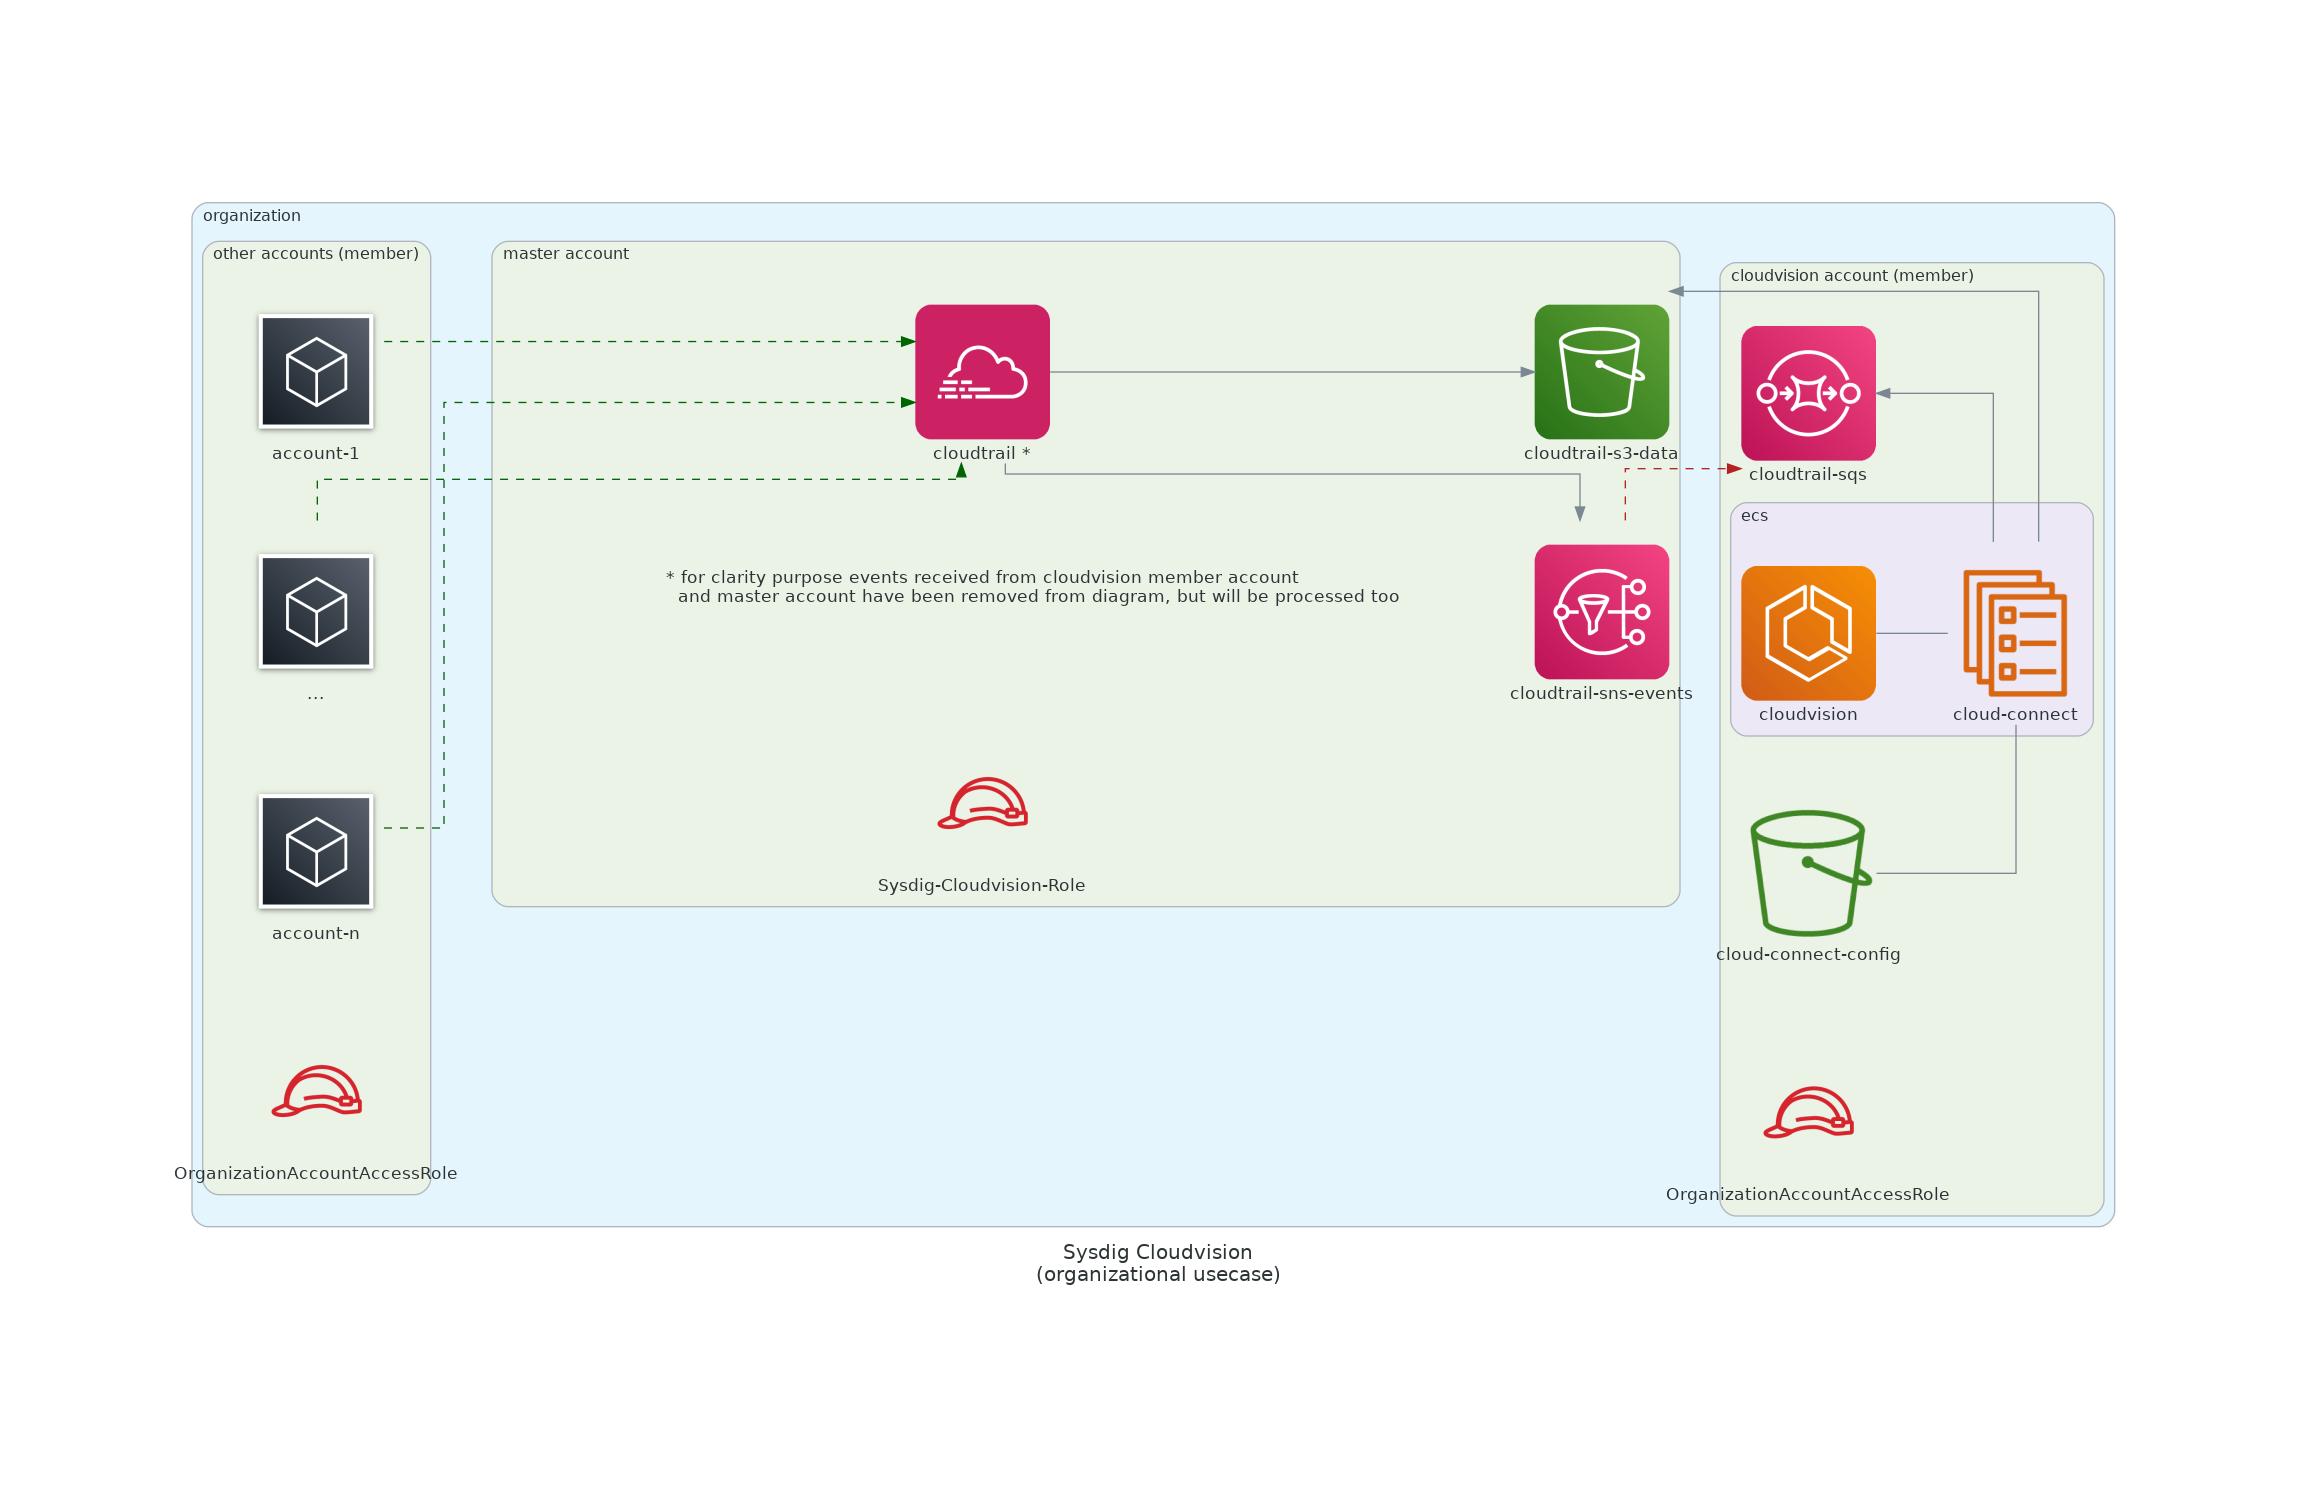 organization
other accounts (member)
account-1
...
account-n
OrganizationAccountAccessRole
master account
cloudtrail *
cloudtrail-s3-data
* for clarity purpose events received from cloudvision member account
and master account have been removed from diagram, but will be processed too
cloudtrail-sns-events
Sysdig-Cloudvision-Role
cloudvision account (member)
cloudtrail-sqs
ecs
cloudvision
cloud-connect
cloud-connect-config
OrganizationAccountAccessRole
Sysdig Cloudvision
(organizational usecase)